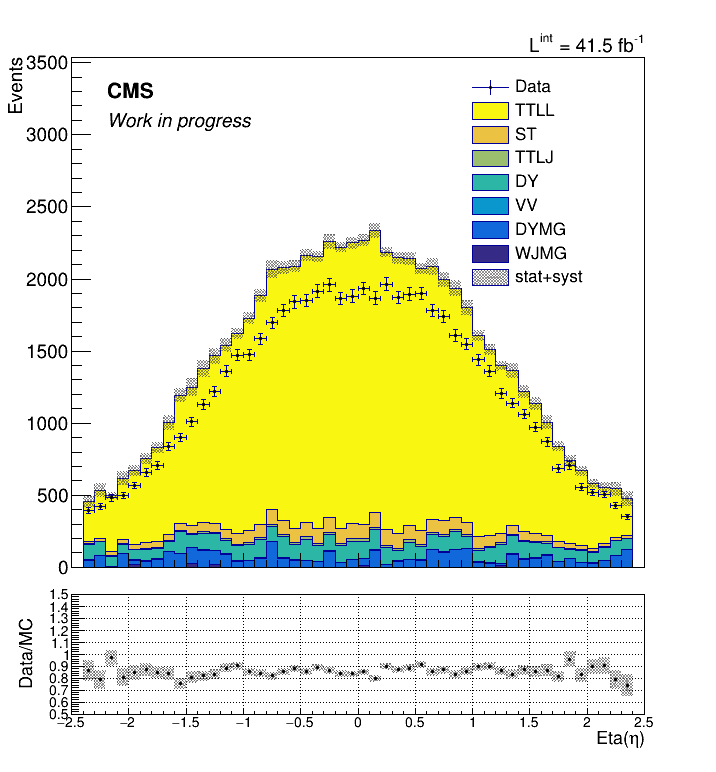 L^int = 41.5 fb^-1
Events
3500
3000
2500
2000
1500
1000
500
0
CMS
Work in progress
Data
TTLL
ST
TTLJ
DY
VV
DYMG
WJMG
stat+syst
Data/MC
1.5
1.4
1.3
1.2
1.1
1
0.9
0.8
0.7
0.6
0.5
−2.5 −2 −1.5 −1 −0.5 0 0.5 1 1.5 2 2.5
Eta(η)